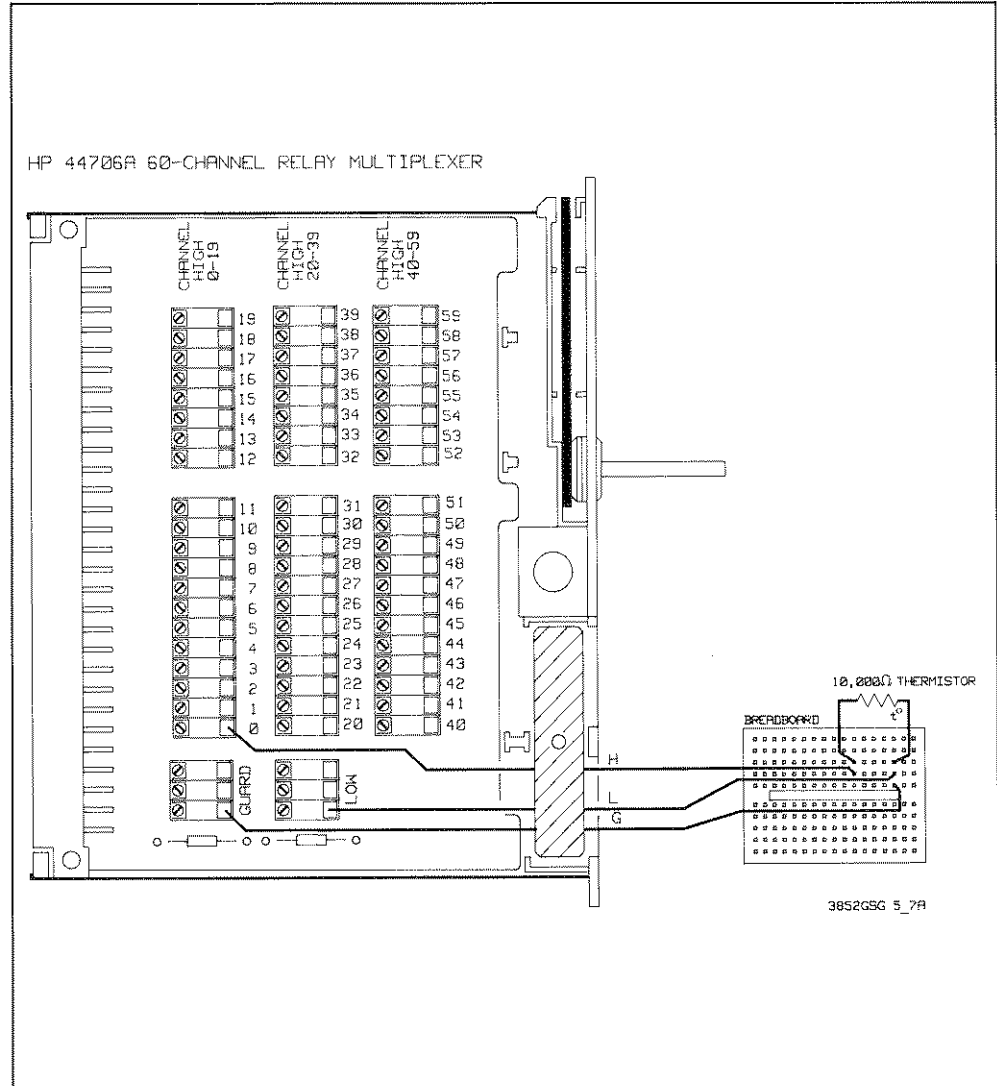 HP 44706A 60-CHANNEL RELAY MULTIPLEXER
CHANNEL HIGH 0-19
CHANNEL HIGH 20-39
CHANNEL HIGH 40-59
19 39 59
18 38 58
17 37 57
16 36 56
15 35 55
14 34 54
13 33 53
12 32 52
11 31 51
10 30 50
9 29 49
8 28 48
7 27 47
6 26 46
5 25 45
4 24 44
3 23 43
2 22 42
1 21 41
0 20 40
GUARD
LOW
H
L
G
10,000Ω THERMISTOR
t°
BREADBOARD
3852GSG 5_7A